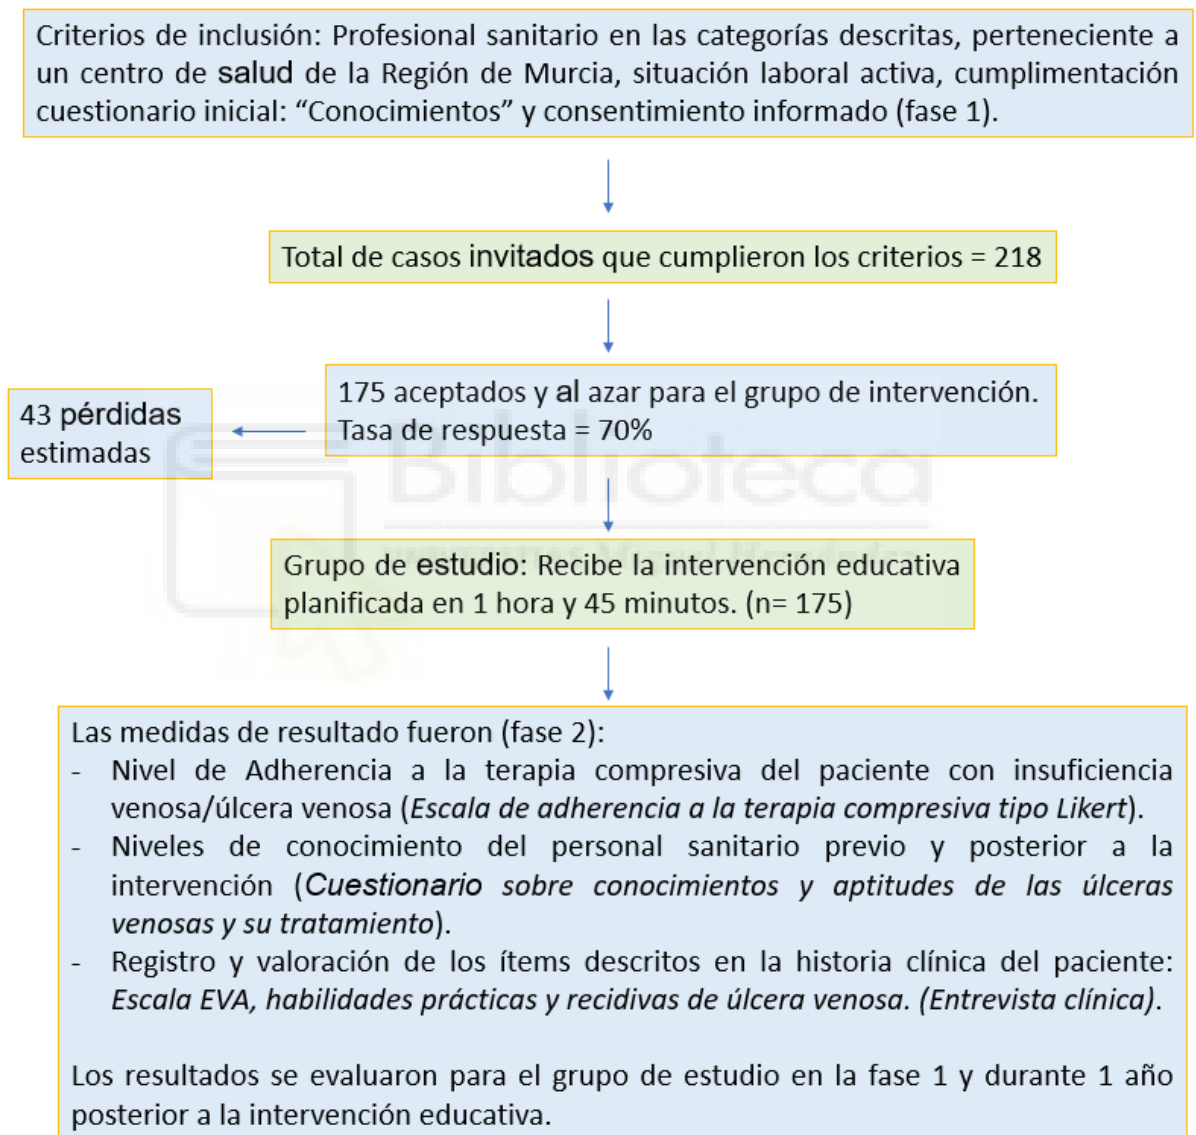 Criterios de inclusión: Profesional sanitario en las categorías descritas, perteneciente a
un centro de salud de la Región de Murcia, situación laboral activa, cumplimentación
cuestionario inicial: “Conocimientos” y consentimiento informado (fase 1).
Total de casos invitados que cumplieron los criterios = 218
175 aceptados y al azar para el grupo de intervención.
Tasa de respuesta = 70%
43 pérdidas
estimadas
Biblioteca
Grupo de estudio: Recibe la intervención educativa
planificada en 1 hora y 45 minutos. (n= 175)
Las medidas de resultado fueron (fase 2):
- Nivel de Adherencia a la terapia compresiva del paciente con insuficiencia
venosa/úlcera venosa (Escala de adherencia a la terapia compresiva tipo Likert).
- Niveles de conocimiento del personal sanitario previo y posterior a la
intervención (Cuestionario sobre conocimientos y aptitudes de las úlceras
venosas y su tratamiento).
- Registro y valoración de los ítems descritos en la historia clínica del paciente:
Escala EVA, habilidades prácticas y recidivas de úlcera venosa. (Entrevista clínica).
Los resultados se evaluaron para el grupo de estudio en la fase 1 y durante 1 año
posterior a la intervención educativa.